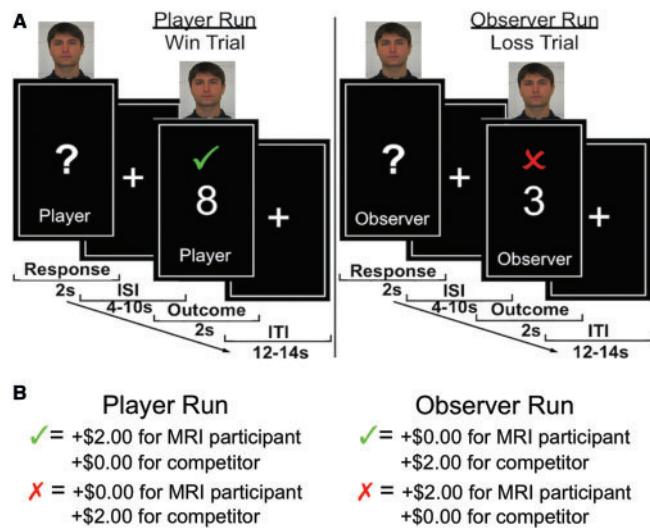 A
Player Run
Win Trial
?
Player
+
✓
8
Player
+
Response
2s
ISI
4-10s
Outcome
2s
ITI
12-14s
Observer Run
Loss Trial
?
Observer
+
✗
3
Observer
+
Response
2s
ISI
4-10s
Outcome
2s
ITI
12-14s
B
Player Run
✓= +$2.00 for MRI participant
+$0.00 for competitor
✗ = +$0.00 for MRI participant
+$2.00 for competitor
Observer Run
✓= +$0.00 for MRI participant
+$2.00 for competitor
✗ = +$2.00 for MRI participant
+$0.00 for competitor